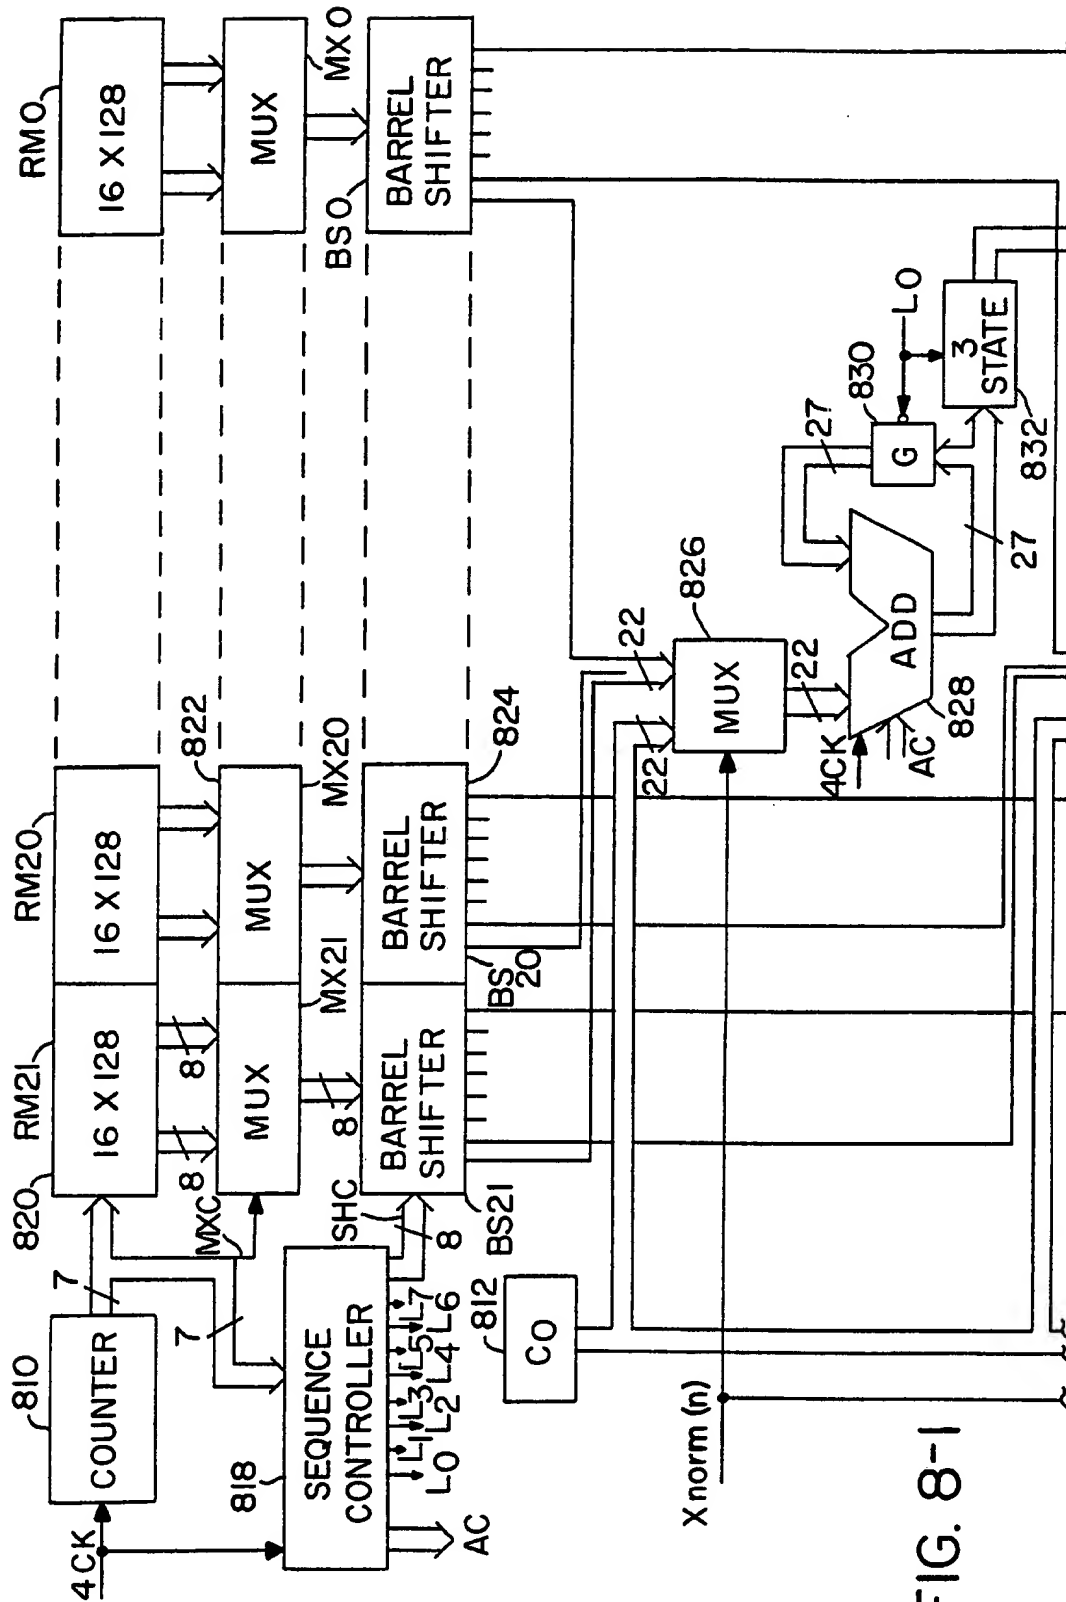 4CK
COUNTER
810
7
7
MXC
820
RM21
16 X 128
RM20
16 X 128
RM0
16 X 128
8
8
822
MUX
MX21
MUX
MX20
MUX
MX0
8
SHC
8
BARREL
SHIFTER
BS21
BARREL
SHIFTER
BS
20
824
BS0
BARREL
SHIFTER
818
SEQUENCE
CONTROLLER
AC
L0
L1
L2
L3
L4
L5
L6
L7
812
C0
22
22
MUX
826
22
Xnorm (n)
4CK
AC
ADD
828
27
27
G
830
L0
3
STATE
832
FIG. 8-1